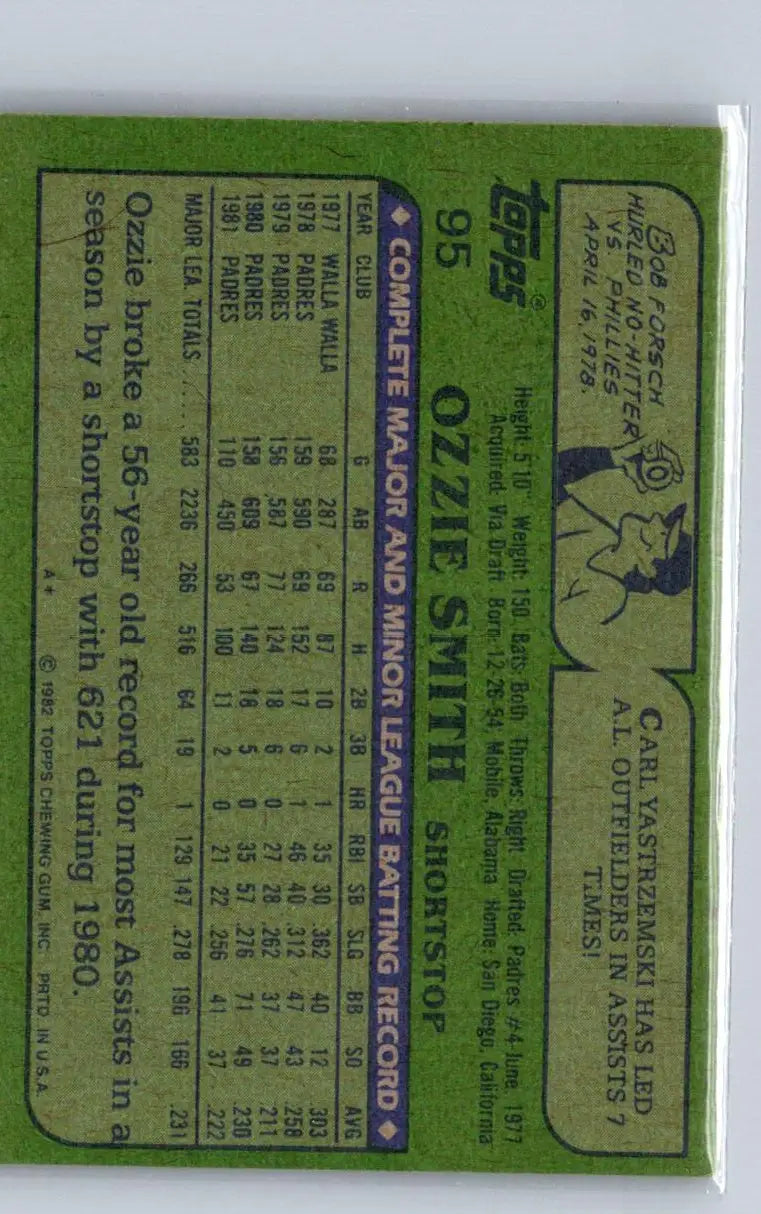 BOB FORSCH
HURLED NO-HITTER
VS. PHILLIES
APRIL 16, 1978.
CARL YASTRZEMSKI HAS LED
A.L. OUTFIELDERS IN ASSISTS 7
TIMES!
topps®
Height: 5'10" Weight: 150 Bats: Both Throws: Right Drafted: Padres #4-June, 1977
Acquired: Via Draft Born: 12-26-54, Mobile, Alabama Home: San Diego, California
95 OZZIE SMITH SHORTSTOP
◆ COMPLETE MAJOR AND MINOR LEAGUE BATTING RECORD ◆
YEAR CLUB G AB R H 2B 3B HR RBI SB SLG BB SO AVG
1977 WALLA WALLA 68 287 69 87 10 2 1 35 30 .362 40 12 .303
1978 PADRES 159 590 69 152 17 6 1 46 40 .312 47 43 .258
1979 PADRES 156 587 77 124 18 6 0 27 28 .262 37 37 .211
1980 PADRES 158 609 67 140 18 5 0 35 57 .276 71 49 .230
1981 PADRES 110 450 53 100 11 2 0 21 22 .256 41 37 .222
MAJOR LEA. TOTALS ..... 583 2236 266 516 64 19 1 129 147 .278 196 166 .231
Ozzie broke a 56-year old record for most Assists in a
season by a shortstop with 621 during 1980.
A* © 1982 TOPPS CHEWING GUM, INC. PRTD. IN U.S.A.